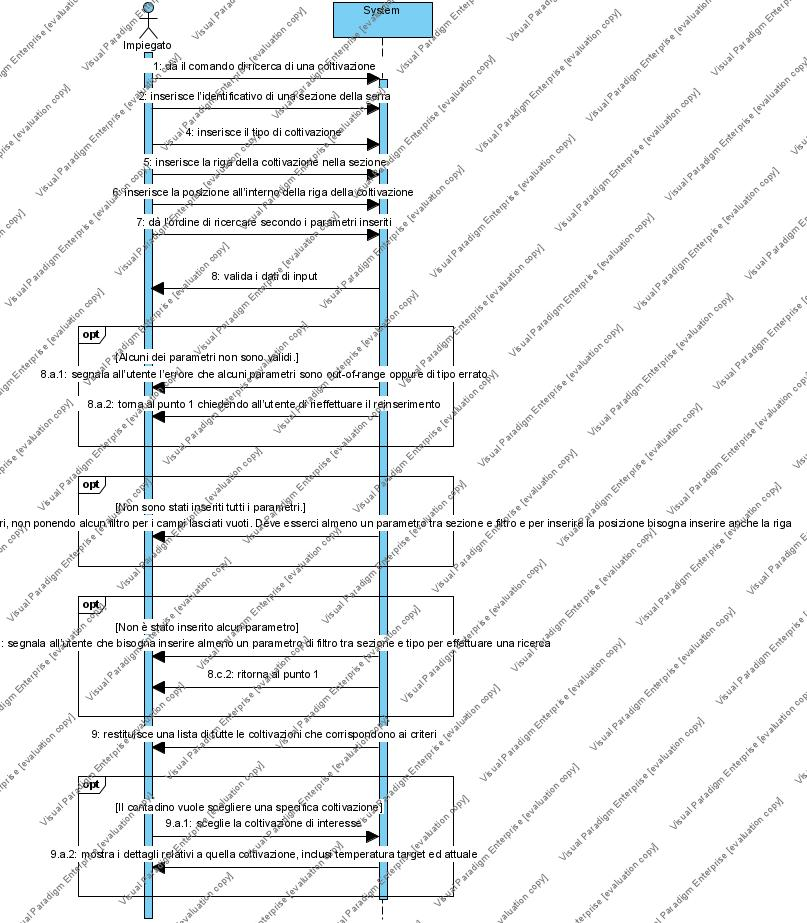 System
Impiegato
1: dà il comando di ricerca di una coltivazione
2: inserisce l'identificativo di una sezione della serra
4: inserisce il tipo di coltivazione
5: inserisce la riga della coltivazione nella sezione
6: inserisce la posizione all'interno della riga della coltivazione
7: dà l'ordine di ricercare secondo i parametri inseriti
8: valida i dati di input
opt
[Alcuni dei parametri non sono validi.]
8.a.1: segnala all'utente l'errore che alcuni parametri sono out-of-range oppure di tipo errato
8.a.2: torna al punto 1 chiedendo all'utente di rieffettuare il reinserimento
opt
[Non sono stati inseriti tutti i parametri.]
ri, non ponendo alcun filtro per i campi lasciati vuoti. Deve esserci almeno un parametro tra sezione e filtro e per inserire la posizione bisogna inserire anche la riga
opt
[Non è stato inserito alcun parametro]
: segnala all'utente che bisogna inserire almeno un parametro di filtro tra sezione e tipo per effettuare una ricerca
8.c.2: ritorna al punto 1
9: restituisce una lista di tutte le coltivazioni che corrispondono ai criteri
opt
[Il contadino vuole scegliere una specifica coltivazione]
9.a.1: sceglie la coltivazione di interesse
9.a.2: mostra i dettagli relativi a quella coltivazione, inclusi temperatura target ed attuale
Visual Paradigm Enterprise [evaluation copy]